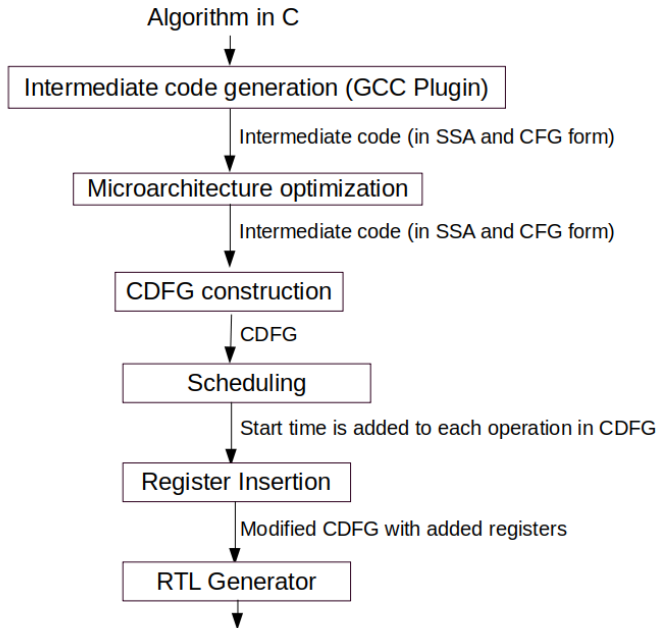 Algorithm in C
Intermediate code generation (GCC Plugin)
Intermediate code (in SSA and CFG form)
Microarchitecture optimization
Intermediate code (in SSA and CFG form)
CDFG construction
CDFG
Scheduling
Start time is added to each operation in CDFG
Register Insertion
Modified CDFG with added registers
RTL Generator